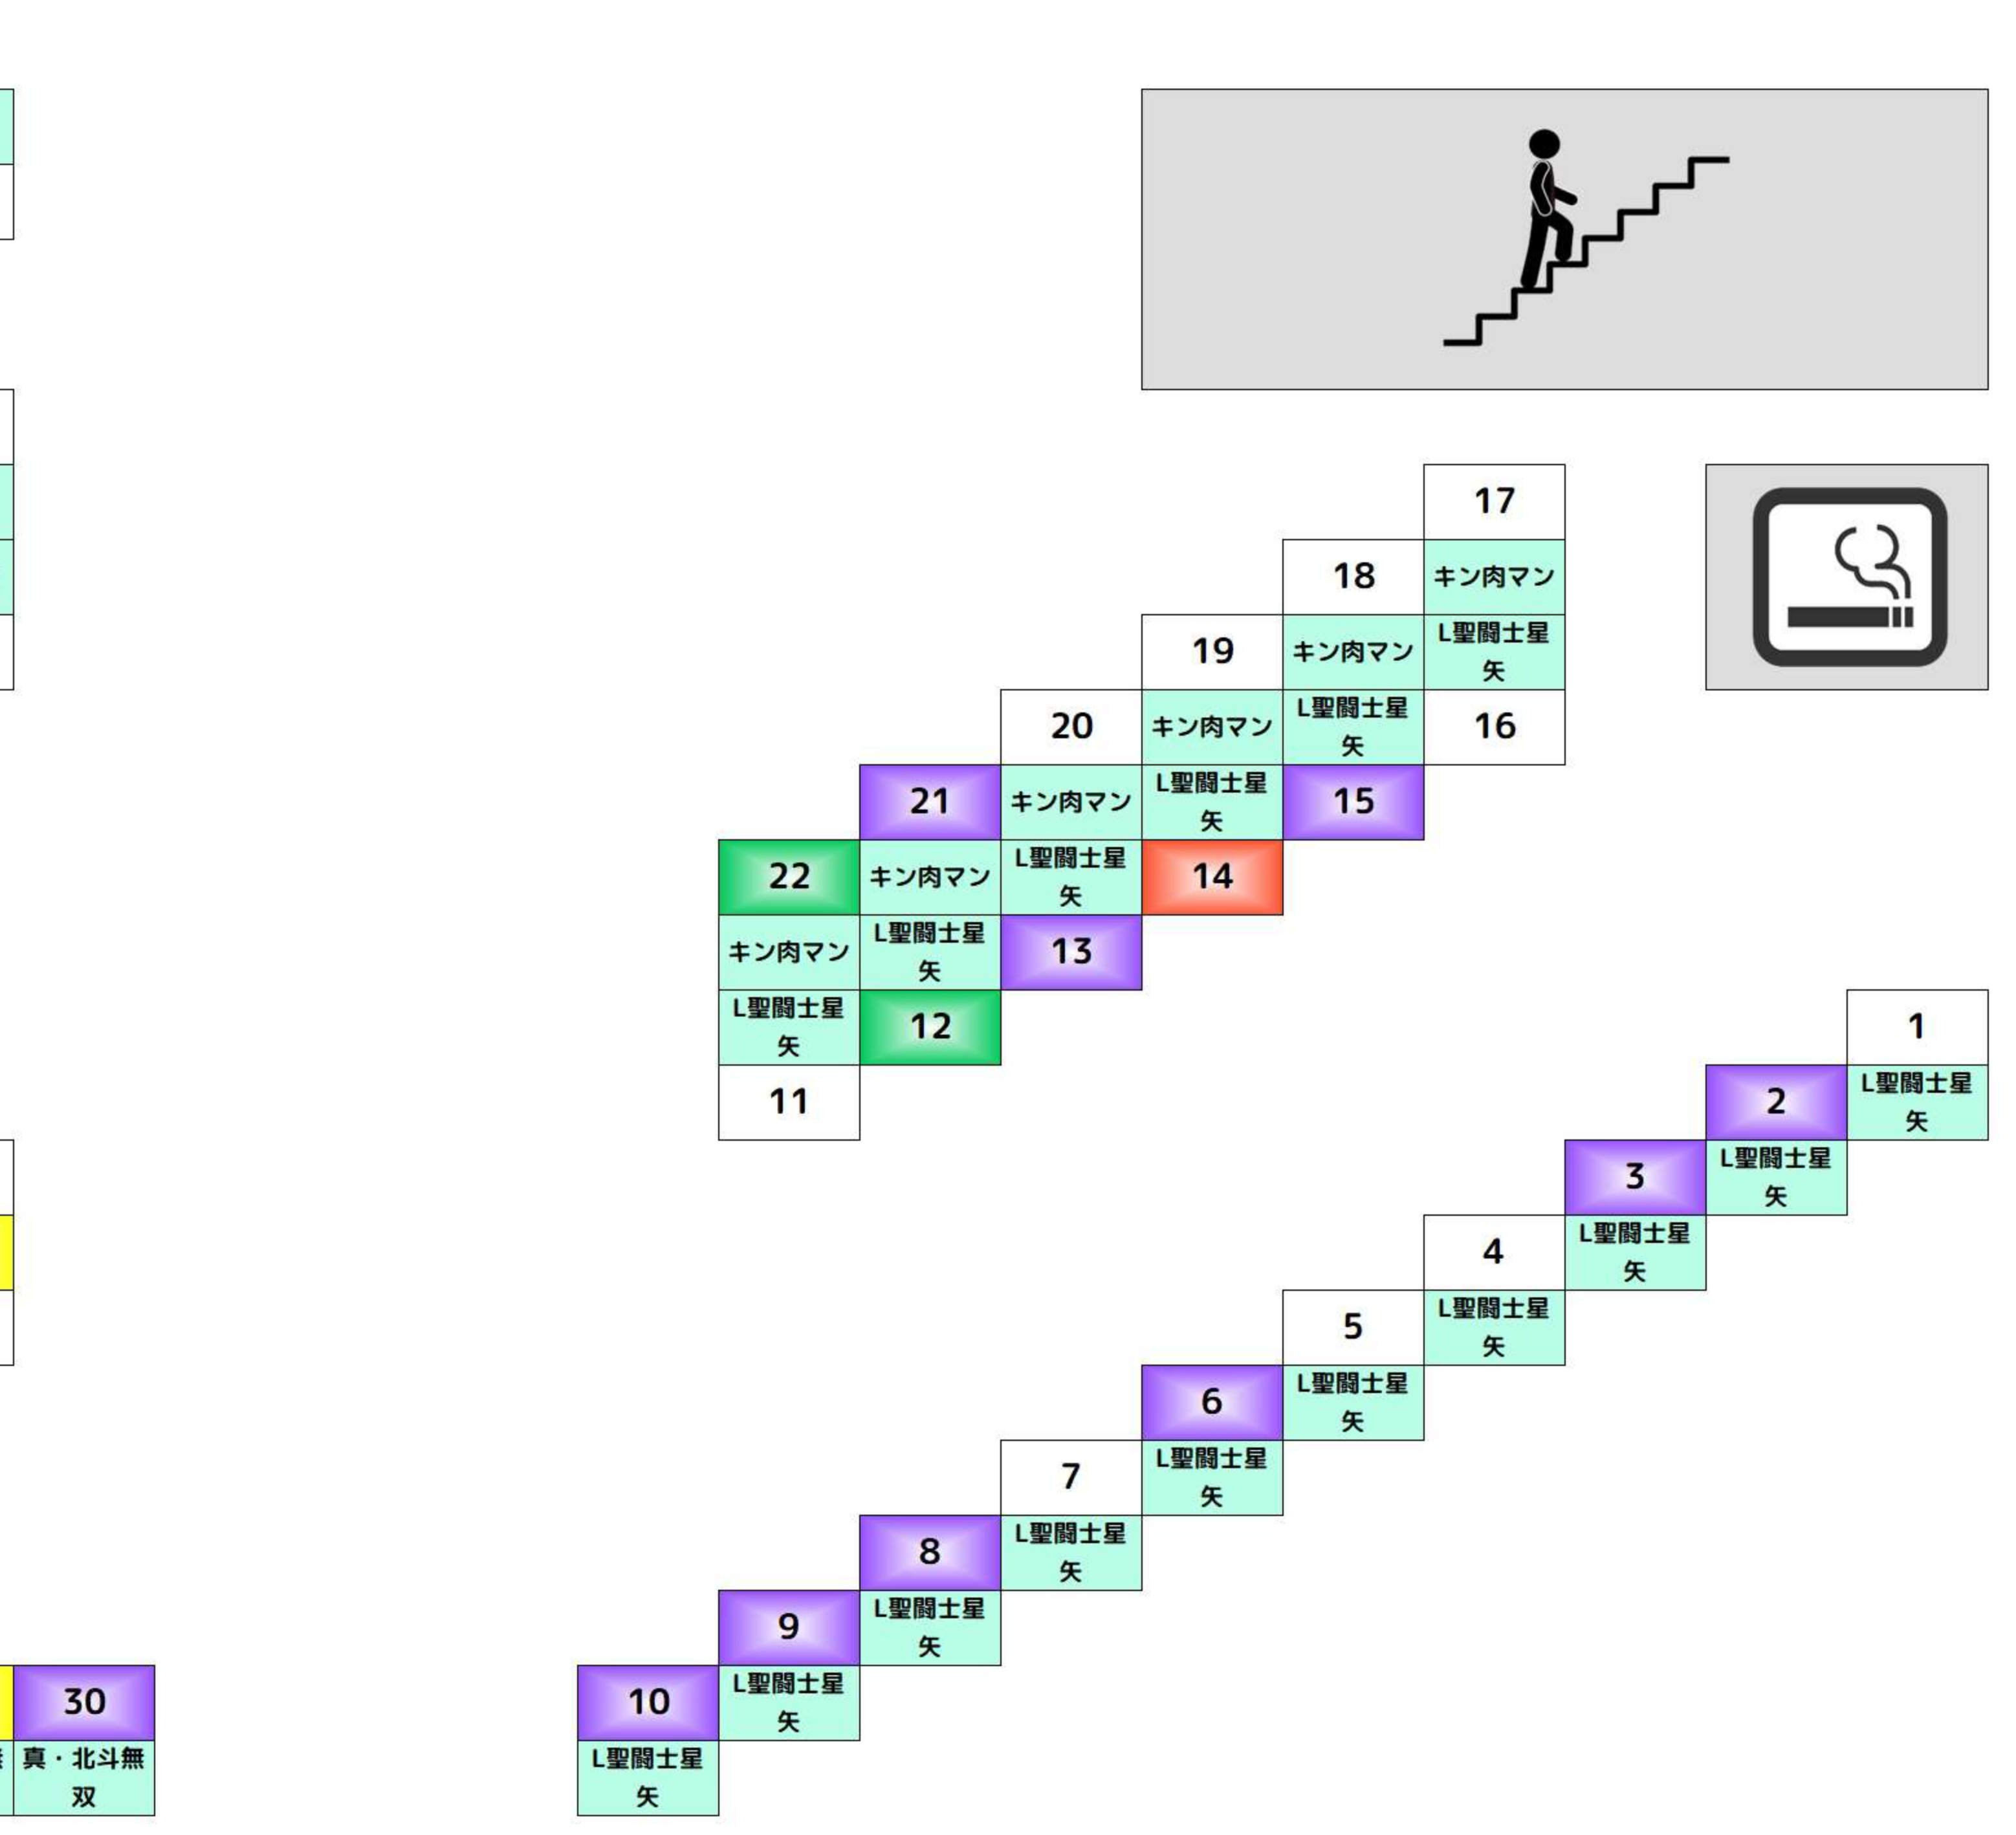 17
18
キン肉マン
19
キン肉マン
L聖闘士星
矢
20
キン肉マン
L聖闘士星
矢
16
21
キン肉マン
L聖闘士星
矢
15
22
キン肉マン
L聖闘士星
矢
14
キン肉マン
L聖闘士星
矢
13
L聖闘士星
矢
12
11
1
2
L聖闘士星
矢
3
L聖闘士星
矢
4
L聖闘士星
矢
5
L聖闘士星
矢
6
L聖闘士星
矢
7
L聖闘士星
矢
8
L聖闘士星
矢
9
L聖闘士星
矢
30
10
L聖闘士星
矢
真・北斗無
双
L聖闘士星
矢